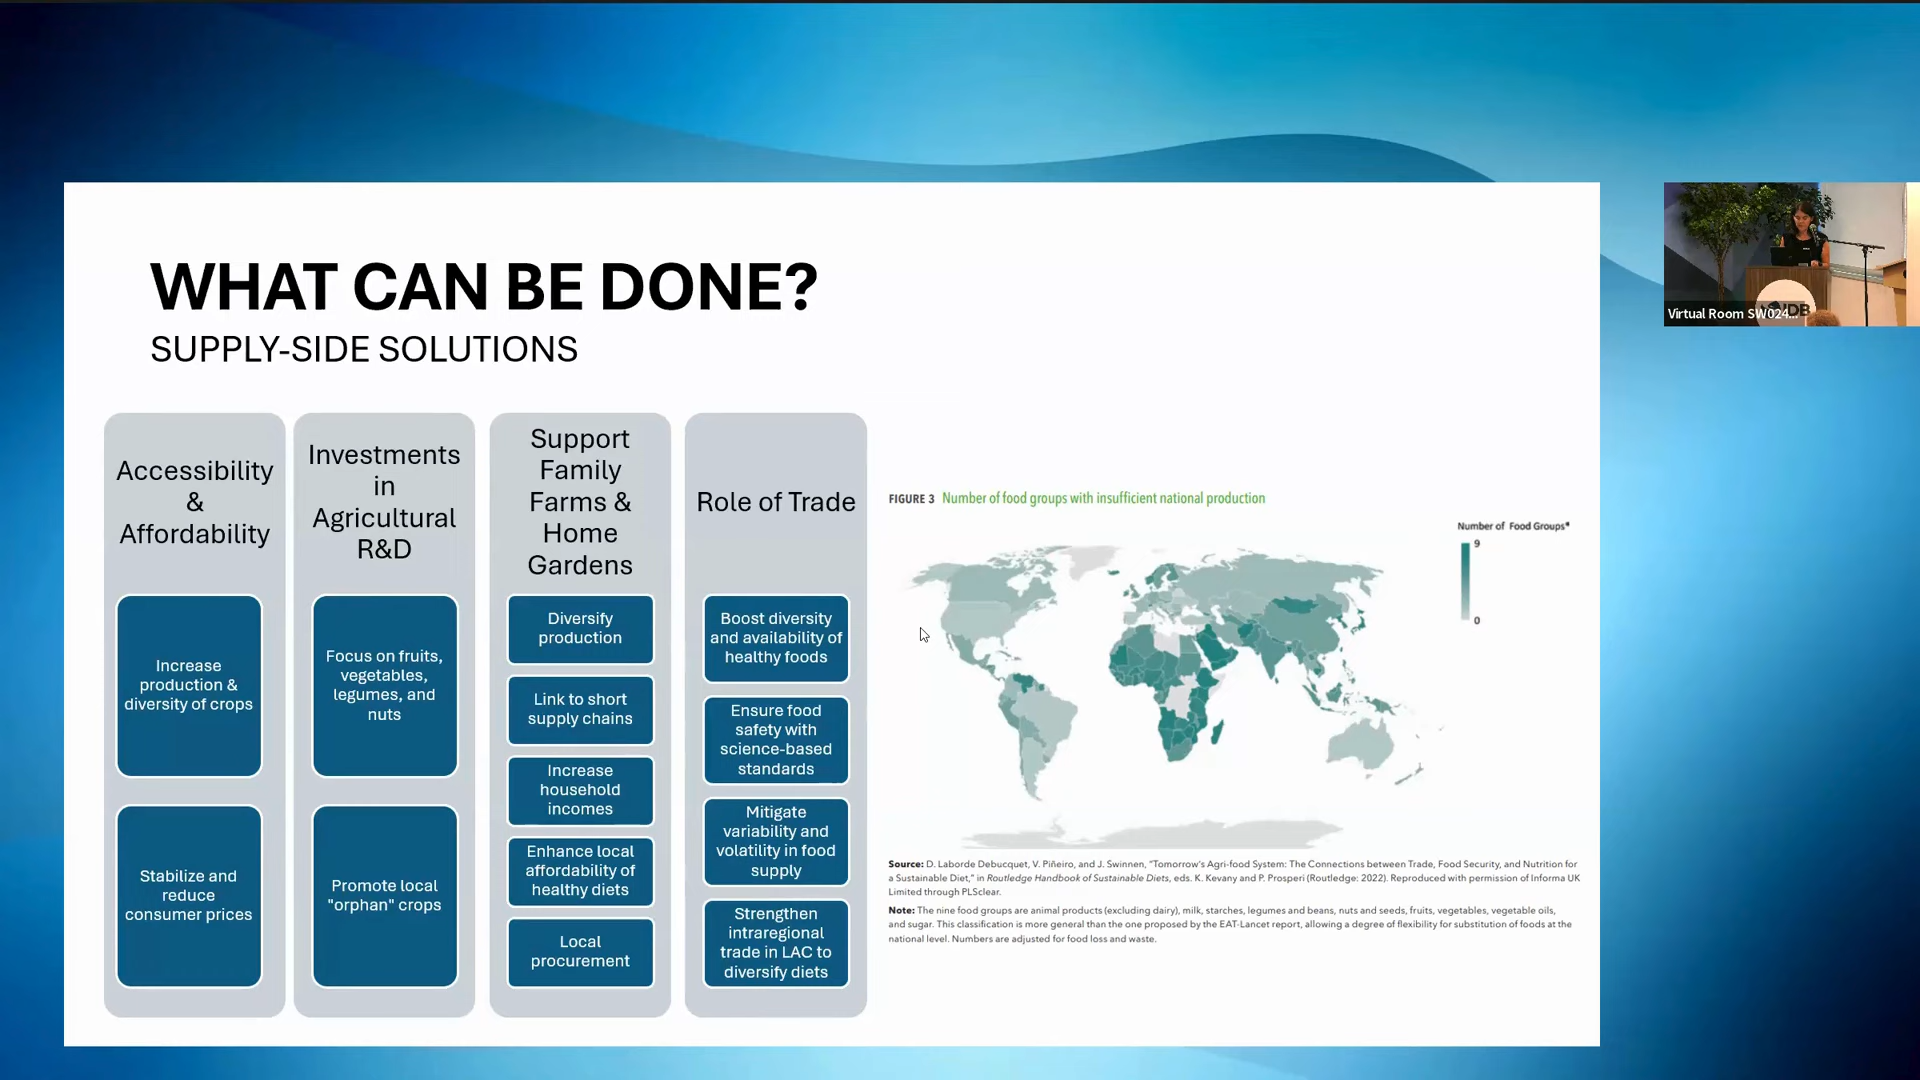 WHAT CAN BE DONE?
SUPPLY-SIDE SOLUTIONS
Accessibility
&
Affordability
Increase
production &
diversity of crops
Stabilize and
reduce
consumer prices
Investments
in
Agricultural
R&D
Focus on fruits,
vegetables,
legumes, and
nuts
Promote local
"orphan" crops
Support
Family
Farms &
Home
Gardens
Diversify
production
Link to short
supply chains
Increase
household
incomes
Enhance local
affordability of
healthy diets
Local
procurement
Role of Trade
Boost diversity
and availability of
healthy foods
Ensure food
safety with
science-based
standards
Mitigate
variability and
volatility in food
supply
Strengthen
intraregional
trade in LAC to
diversify diets
FIGURE 3 Number of food groups with insufficient national production
Number of Food Groups*
9
0
Source: D. Laborde Debucquet, V. Piñeiro, and J. Swinnen, "Tomorrow's Agri-food System: The Connections between Trade, Food Security, and Nutrition for
a Sustainable Diet," in Routledge Handbook of Sustainable Diets, eds. K. Kevany and P. Prosperi (Routledge: 2022). Reproduced with permission of Informa UK
Limited through PLSclear.
Note: The nine food groups are animal products (excluding dairy), milk, starches, legumes and beans, nuts and seeds, fruits, vegetables, vegetable oils,
and sugar. This classification is more general than the one proposed by the EAT-Lancet report, allowing a degree of flexibility for substitution of foods at the
national level. Numbers are adjusted for food loss and waste.
Virtual Room SW024...